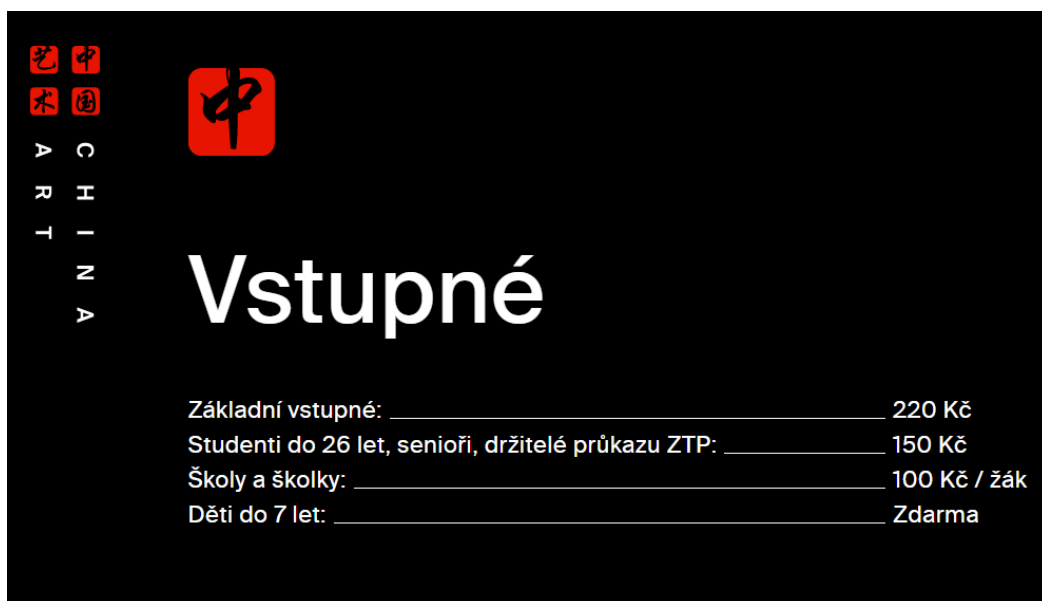 中国
艺术
CHINA
ART
中
Vstupné
Základní vstupné: 220 Kč
Studenti do 26 let, senioři, držitelé průkazu ZTP: 150 Kč
Školy a školky: 100 Kč / žák
Děti do 7 let: Zdarma